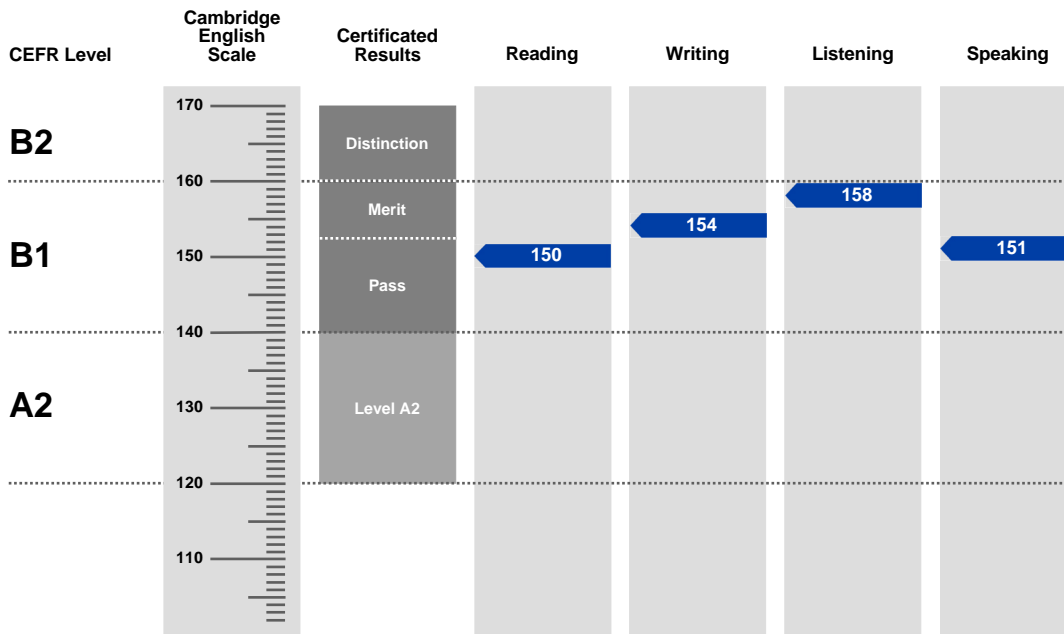 CEFR Level
Cambridge
English
Scale
Certificated
Results
Reading
Writing
Listening
Speaking
170
B2
Distinction
160
Merit
158
154
B1
150
150
151
Pass
140
A2
130
Level A2
120
110